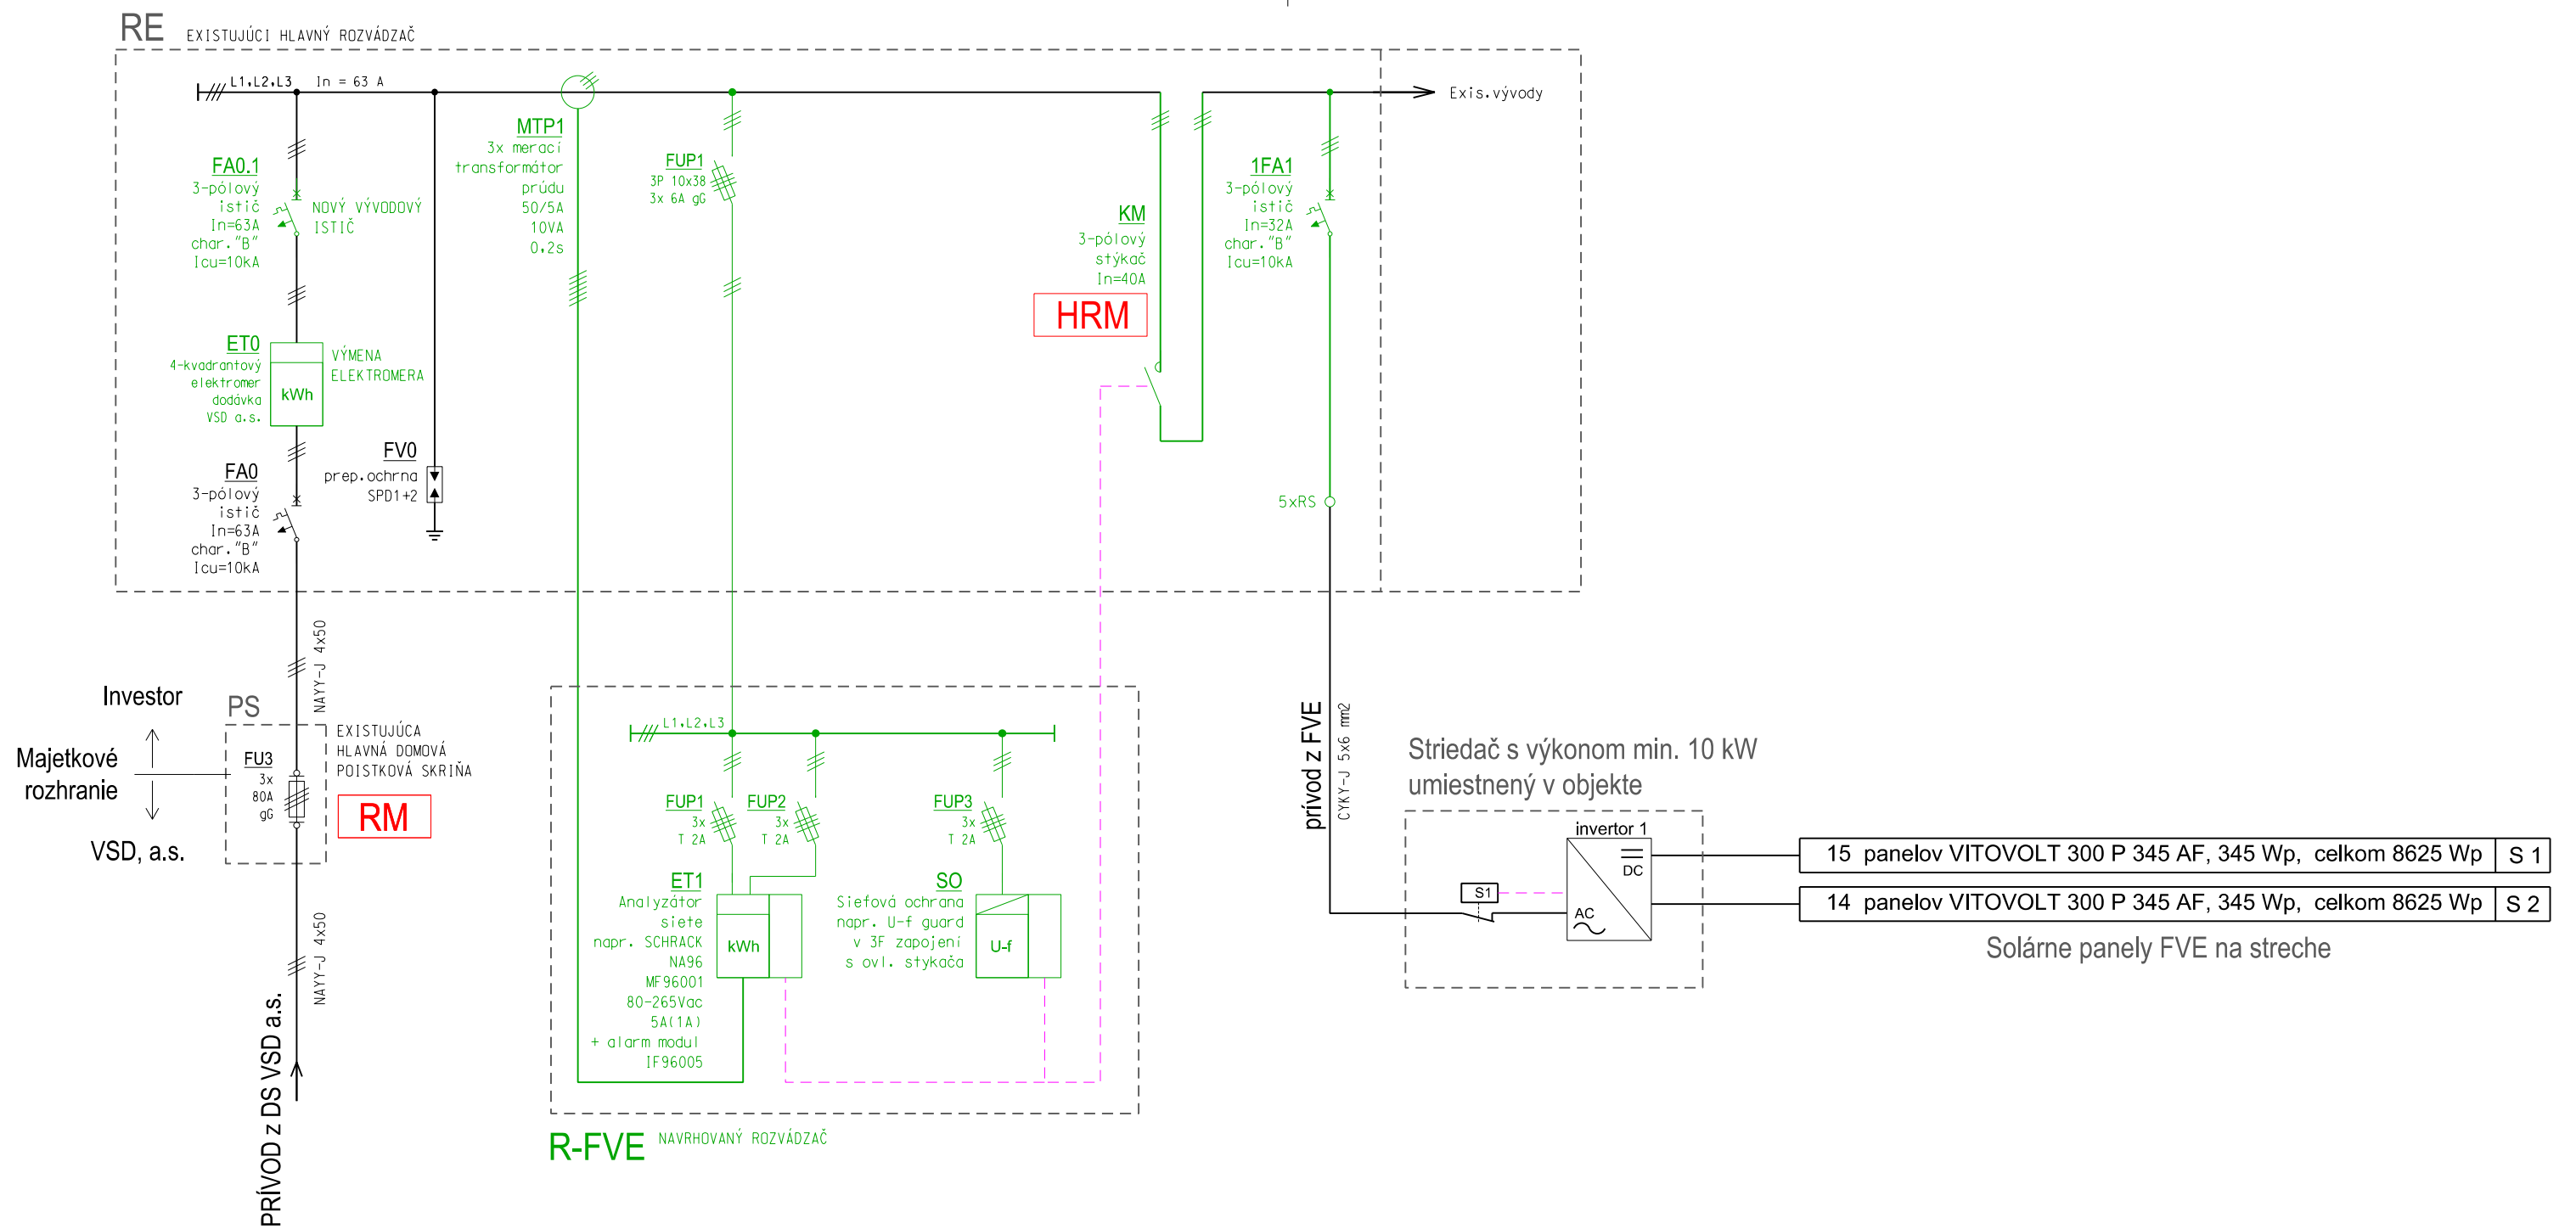 RE EXISTUJÚCI HLAVNÝ ROZVÁDZAČ
L1,L2,L3 In = 63 A
Exis.vývody
FA0.1
3-pólový
istič
In=63A
char."B"
Icu=10kA
NOVÝ VÝVODOVÝ
ISTIČ
ET0
4-kvadrantový
elektromer
dodávka
VSD a.s.
kWh
VÝMENA
ELEKTROMERA
FA0
3-pólový
istič
In=63A
char."B"
Icu=10kA
FV0
prep.ochrna
SPD1+2
MTP1
3x merací
transformátor
prúdu
50/5A
10VA
0,2s
FUP1
3P 10x38
3x 6A gG
KM
3-pólový
stýkač
In=40A
HRM
1FA1
3-pólový
istič
In=32A
char."B"
Icu=10kA
5xRS
NAYY-J 4x50
Investor
Majetkové
rozhranie
VSD, a.s.
PS
FU3
3x
80A
gG
EXISTUJÚCA
HLAVNÁ DOMOVÁ
POISTKOVÁ SKRIŇA
RM
NAYY-J 4x50
PRÍVOD z DS VSD a.s.
L1,L2,L3
FUP1
3x
T 2A
FUP2
3x
T 2A
FUP3
3x
T 2A
ET1
Analyzátor
siete
napr. SCHRACK
NA96
MF96001
80-265Vac
5A(1A)
+ alarm modul
IF96005
kWh
SO
Sieťová ochrana
napr. U-f guard
v 3F zapojení
s ovl. stykača
U-f
R-FVE NAVRHOVANÝ ROZVÁDZAČ
prívod z FVE
CYKY-J 5x6 mm2
Striedač s výkonom min. 10 kW
umiestnený v objekte
invertor 1
DC
AC
S1
15 panelov VITOVOLT 300 P 345 AF, 345 Wp, celkom 8625 Wp S 1
14 panelov VITOVOLT 300 P 345 AF, 345 Wp, celkom 8625 Wp S 2
Solárne panely FVE na streche